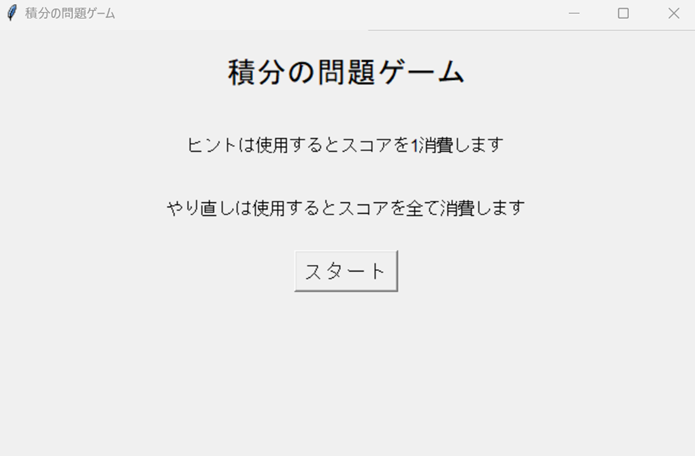 積分の問題ゲーム
積分の問題ゲーム
ヒントは使用するとスコアを1消費します
やり直しは使用するとスコアを全て消費します
スタート